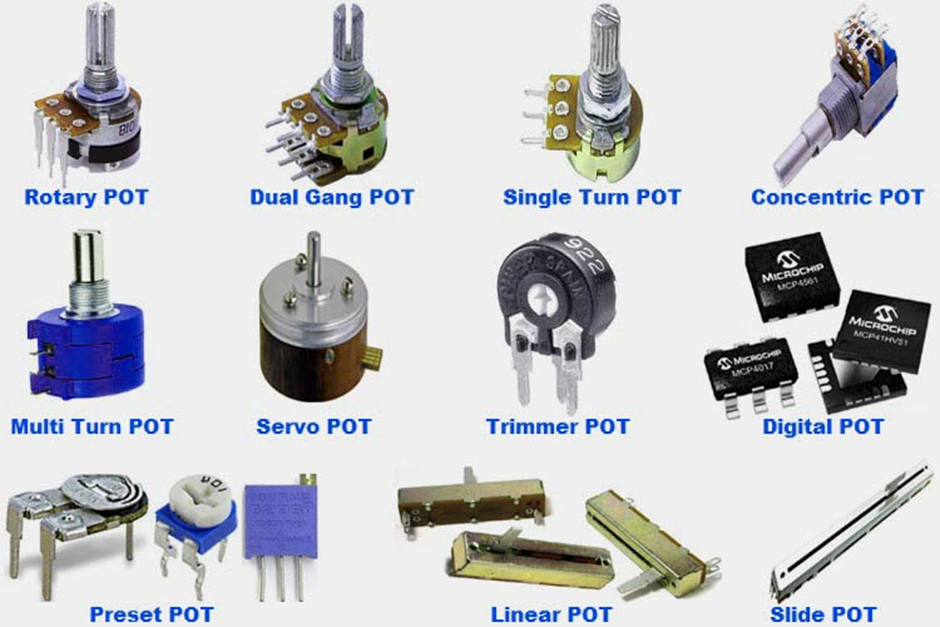 Rotary POT
Dual Gang POT
Single Turn POT
Concentric POT
922
MICROCHIP
MCP4561
MICROCHIP
MCP41HV51
MICROCHIP
MCP4017
Multi Turn POT
Servo POT
Trimmer POT
Digital POT
Preset POT
Linear POT
Slide POT